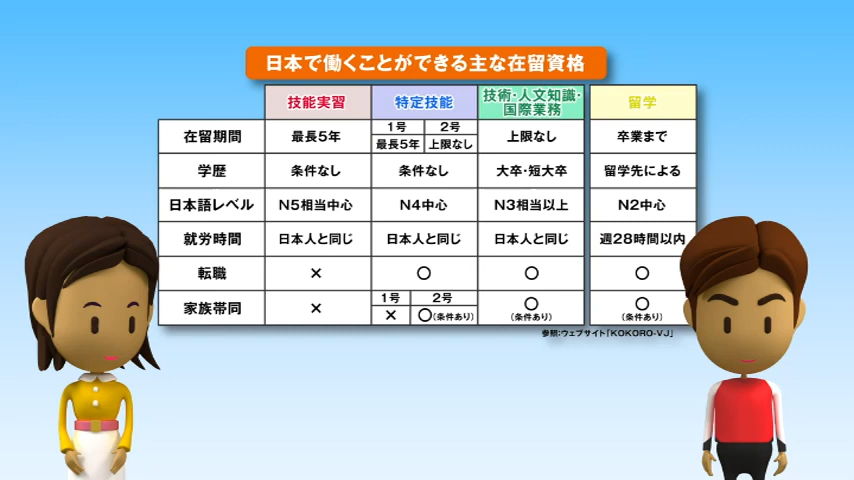 日本で働くことができる主な在留資格
技能実習 特定技能 技術・人文知識・国際業務 留学
在留期間 最長5年 1号 最長5年 2号 上限なし 上限なし 卒業まで
学歴 条件なし 条件なし 大卒・短大卒 留学先による
日本語レベル N5相当中心 N4中心 N3相当以上 N2中心
就労時間 日本人と同じ 日本人と同じ 日本人と同じ 週28時間以内
転職 × ○ ○ ○
家族帯同 × 1号 × 2号 ○(条件あり) ○(条件あり) ○(条件あり)
参照:ウェブサイト「KOKORO-VJ」